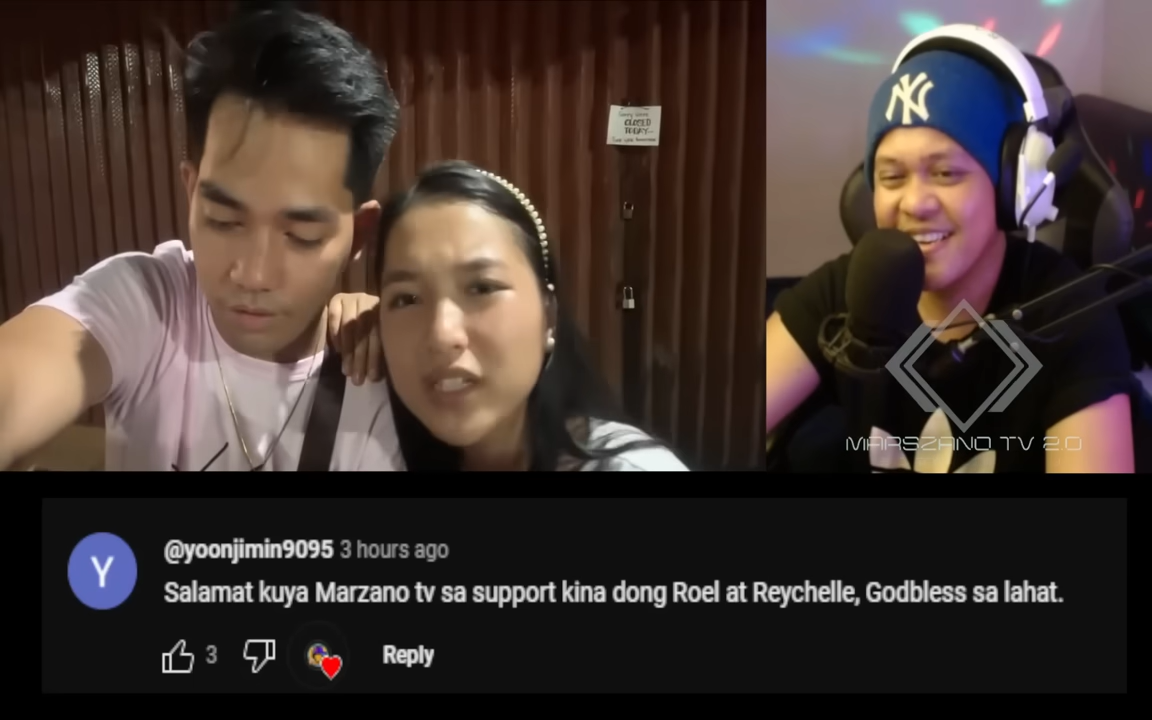 CLOSED
TODAY...
NY
MARSZANO TV 2.0
Y
@yoonjimin9095 3 hours ago
Salamat kuya Marzano tv sa support kina dong Roel at Reychelle, Godbless sa lahat.
3
Reply